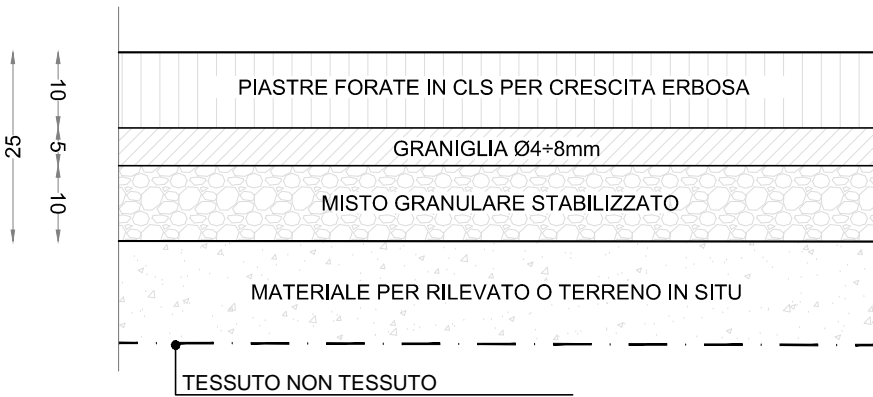 PIASTRE FORATE IN CLS PER CRESCITA ERBOSA
GRANIGLIA Ø4÷8mm
MISTO GRANULARE STABILIZZATO
MATERIALE PER RILEVATO O TERRENO IN SITU
TESSUTO NON TESSUTO
25
10
5
10